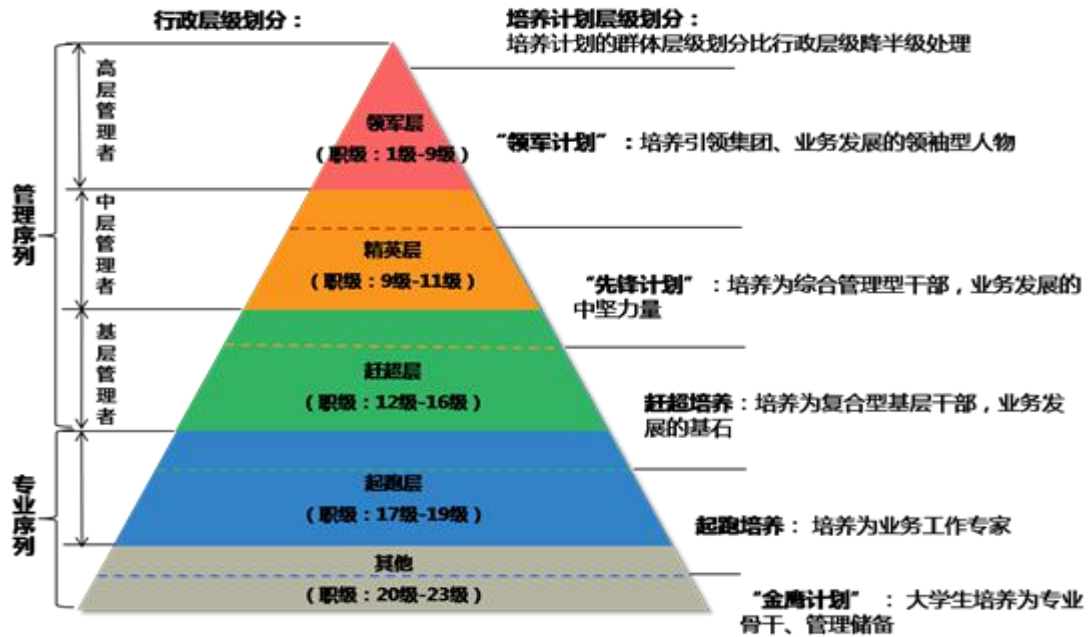 行政层级划分：
培养计划层级划分：
培养计划的群体层级划分比行政层级降半级处理
管理序列
高层管理者
领军层
（职级：1级-9级）
“领军计划”：培养引领集团、业务发展的领袖型人物
中层管理者
精英层
（职级：9级-11级）
“先锋计划”：培养为综合管理型干部，业务发展的
中坚力量
基层管理者
赶超层
（职级：12级-16级）
赶超培养：培养为复合型基层干部，业务发
展的基石
专业序列
起跑层
（职级：17级-19级）
起跑培养： 培养为业务工作专家
其他
（职级：20级-23级）
“金鹰计划”： 大学生培养为专业
骨干、管理储备